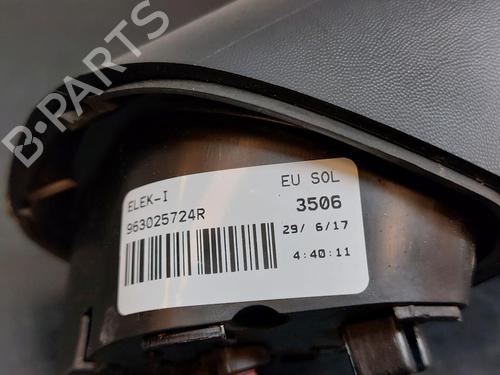 B-PARTS
ELEK-I
EU SOL
963025724R
3506
29/ 6/17
4:40:11